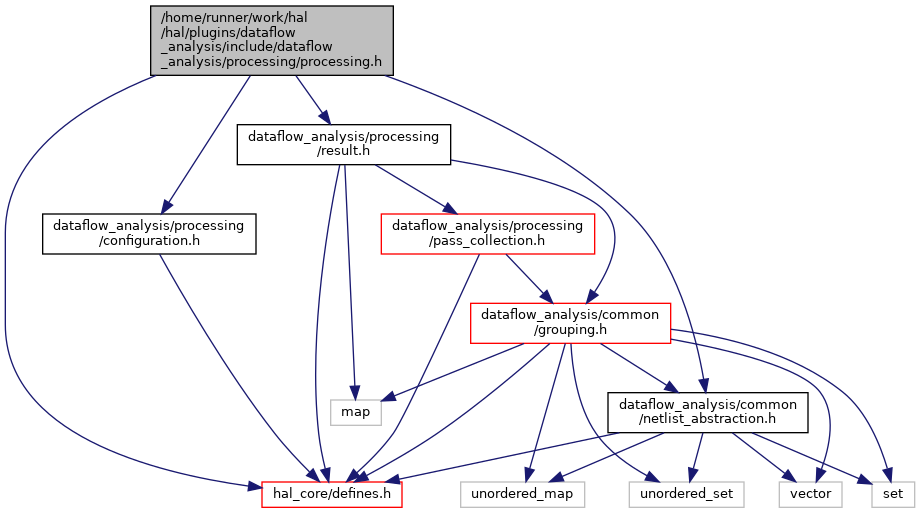 /home/runner/work/hal
/hal/plugins/dataflow
_analysis/include/dataflow
_analysis/processing/processing.h
dataflow_analysis/processing
/result.h
dataflow_analysis/processing
/configuration.h
dataflow_analysis/processing
/pass_collection.h
dataflow_analysis/common
/grouping.h
map
dataflow_analysis/common
/netlist_abstraction.h
hal_core/defines.h
unordered_map
unordered_set
vector
set